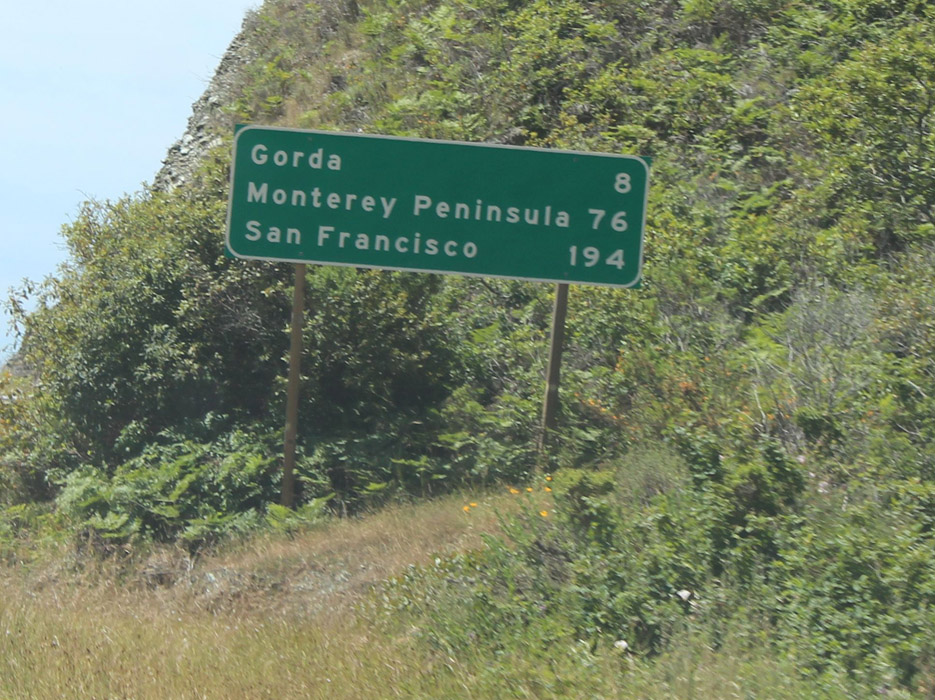 Gorda 8
Monterey Peninsula 76
San Francisco 194